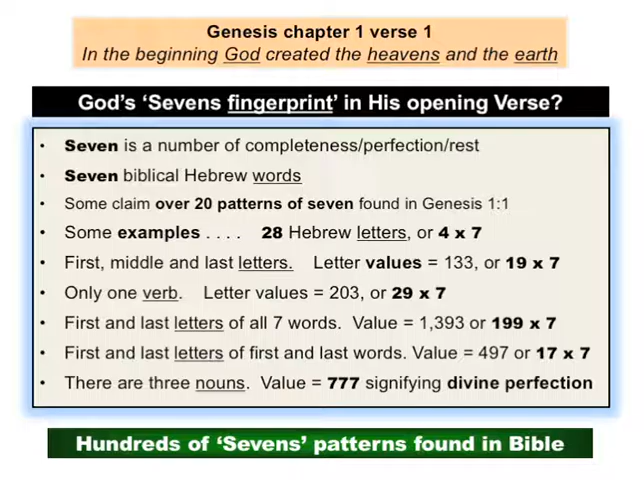 Genesis chapter 1 verse 1
In the beginning God created the heavens and the earth
God's 'Sevens fingerprint' in His opening Verse?
• Seven is a number of completeness/perfection/rest
• Seven biblical Hebrew words
• Some claim over 20 patterns of seven found in Genesis 1:1
• Some examples . . . . 28 Hebrew letters, or 4 x 7
• First, middle and last letters. Letter values = 133, or 19 x 7
• Only one verb. Letter values = 203, or 29 x 7
• First and last letters of all 7 words. Value = 1,393 or 199 x 7
• First and last letters of first and last words. Value = 497 or 17 x 7
• There are three nouns. Value = 777 signifying divine perfection
Hundreds of 'Sevens' patterns found in Bible